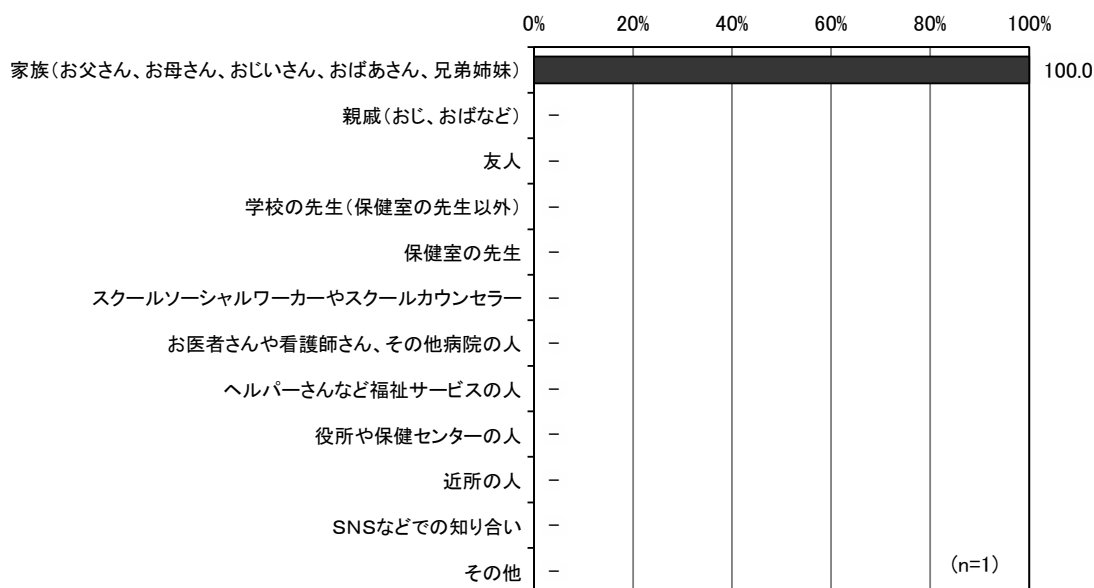 0% 20% 40% 60% 80% 100%
家族（お父さん、お母さん、おじいさん、おばあさん、兄弟姉妹） 100.0
親戚（おじ、おばなど） －
友人 －
学校の先生（保健室の先生以外） －
保健室の先生 －
スクールソーシャルワーカーやスクールカウンセラー －
お医者さんや看護師さん、その他病院の人 －
ヘルパーさんなど福祉サービスの人 －
役所や保健センターの人 －
近所の人 －
ＳＮＳなどでの知り合い －
その他 － (n=1)